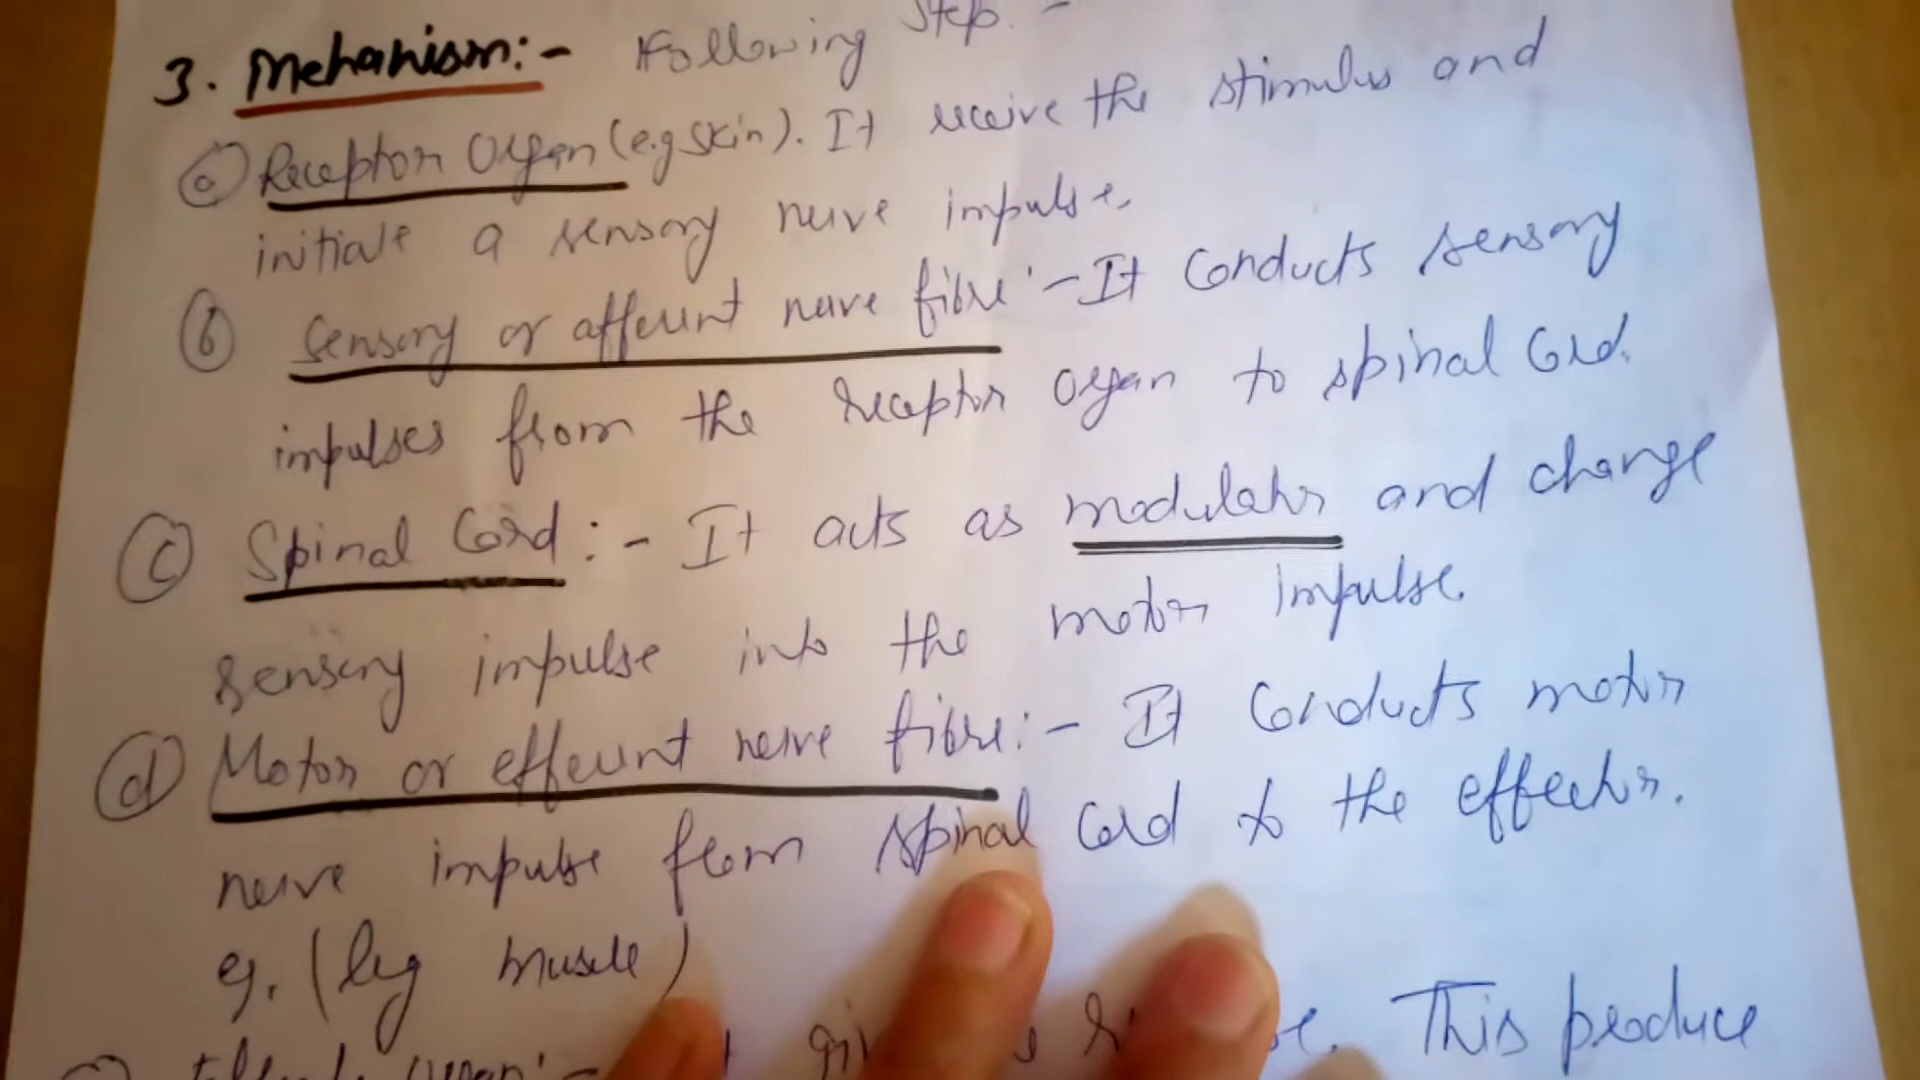 3. Mehanism:- Following Step. -
(a) Receptor Organ (e.g skin). It receive the stimulus and
initiate a sensory nerve impulse.
(b) Sensory or afferent nerve fibre:- It Conducts sensory
impulses from the receptor Organ to spinal Cord.
(c) Spinal Cord:- It acts as modulator and change
sensory impulse into the motor impulse.
(d) Motor or efferent nerve fibre:- It Conducts motor
nerve impulse from spinal Cord to the effector.
eg. (leg muscle)
This produce